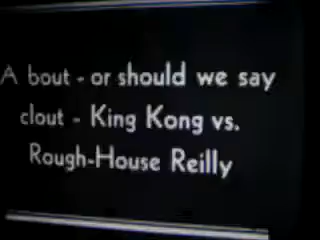 A bout - or should we say
clout - King Kong vs.
Rough-House Reilly